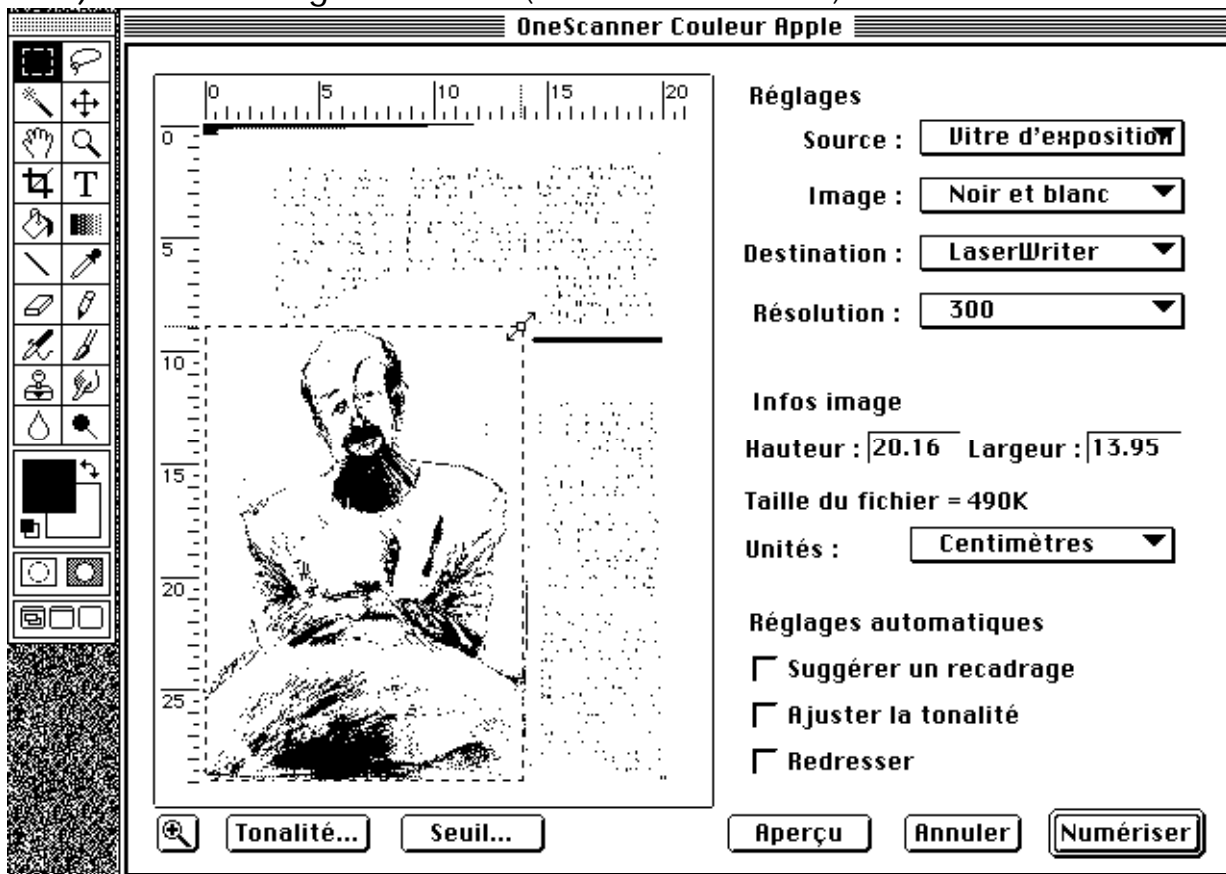 OneScanner Couleur Apple
T
0 5 10 15 20
0
5
10
15
20
25
Réglages
Source : Vitre d'exposition
Image : Noir et blanc
Destination : LaserWriter
Résolution : 300
Infos image
Hauteur : 20.16 Largeur : 13.95
Taille du fichier = 490K
Unités : Centimètres
Réglages automatiques
Suggérer un recadrage
Ajuster la tonalité
Redresser
Tonalité... Seuil... Aperçu Annuler Numériser